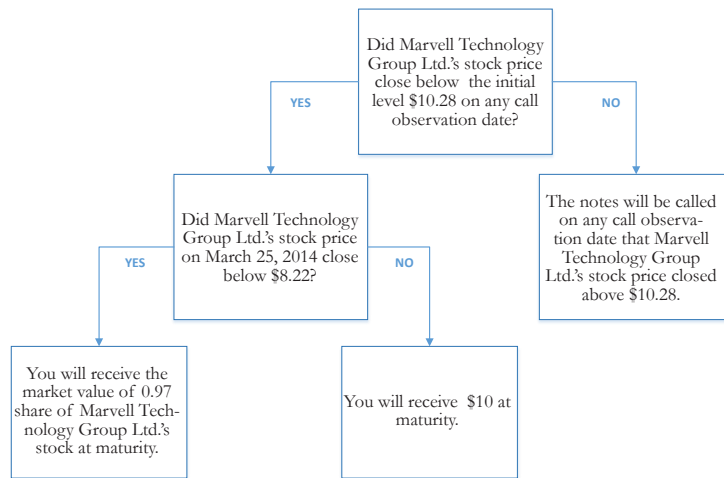 Did Marvell Technology
Group Ltd.'s stock price
close below the initial
level $10.28 on any call
observation date?
YES
NO
Did Marvell Technology
Group Ltd.'s stock price
on March 25, 2014 close
below $8.22?
The notes will be called
on any call observa-
tion date that Marvell
Technology Group
Ltd.'s stock price closed
above $10.28.
YES
NO
You will receive the
market value of 0.97
share of Marvell Tech-
nology Group Ltd.'s
stock at maturity.
You will receive $10 at
maturity.